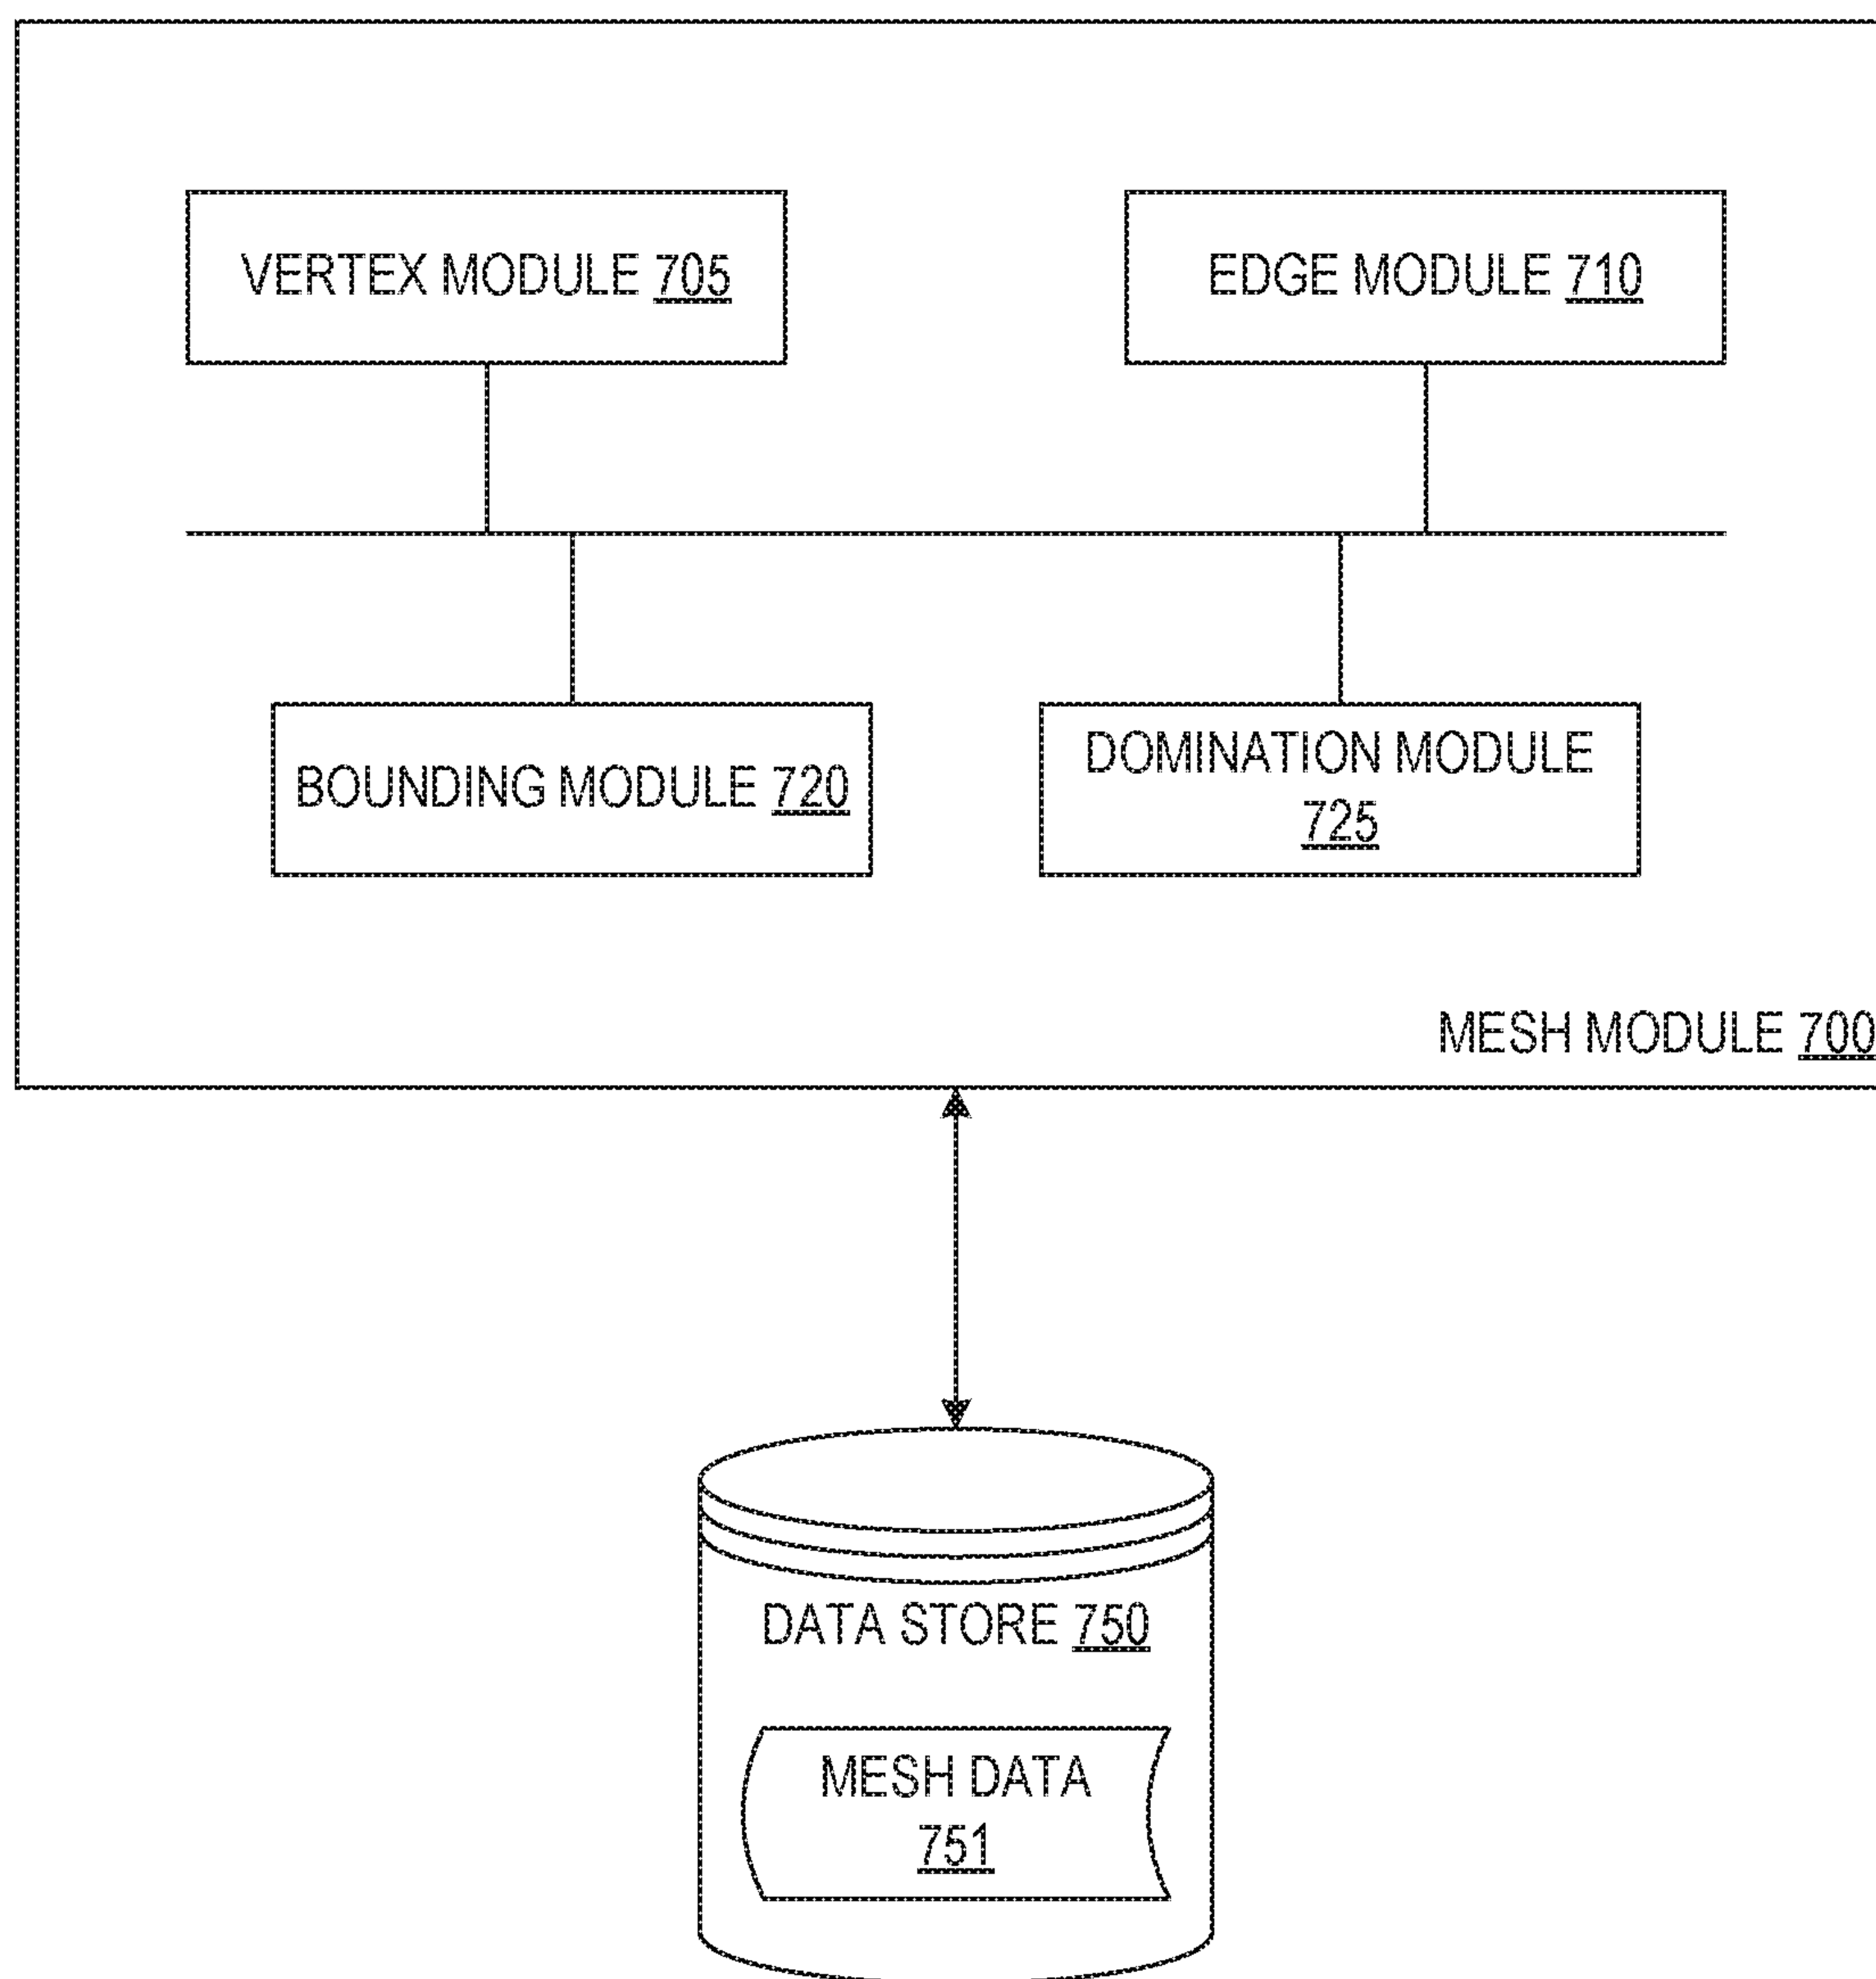 VERTEX MODULE 705
EDGE MODULE 710
BOUNDING MODULE 720
DOMINATION MODULE
725
MESH MODULE 700
DATA STORE 750
MESH DATA
751